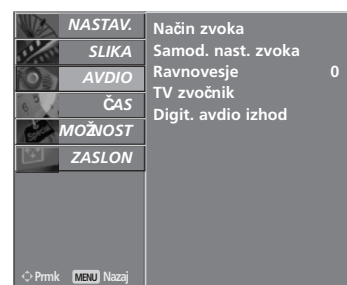 NASTAV.
SLIKA
AVDIO
ČAS
MOŽNOST
ZASLON
Način zvoka
Samod. nast. zvoka
Ravnovesje 0
TV zvočnik
Digit. avdio izhod
Prmk MENU Nazaj